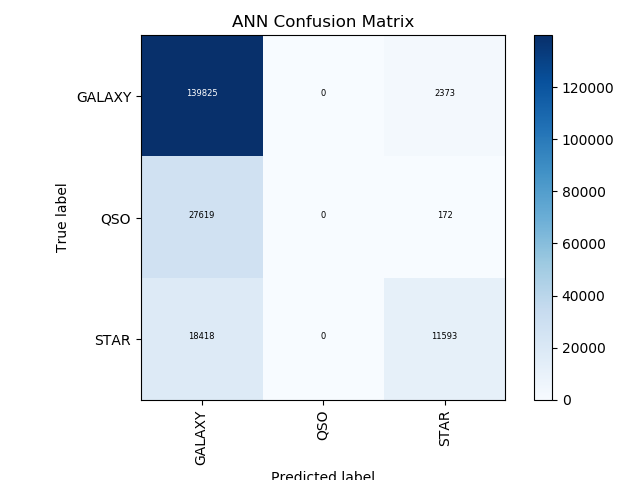 ANN Confusion Matrix
GALAXY
139825
0
2373
QSO
27619
0
172
STAR
18418
0
11593
True label
GALAXY
QSO
STAR
Predicted label
120000
100000
80000
60000
40000
20000
0